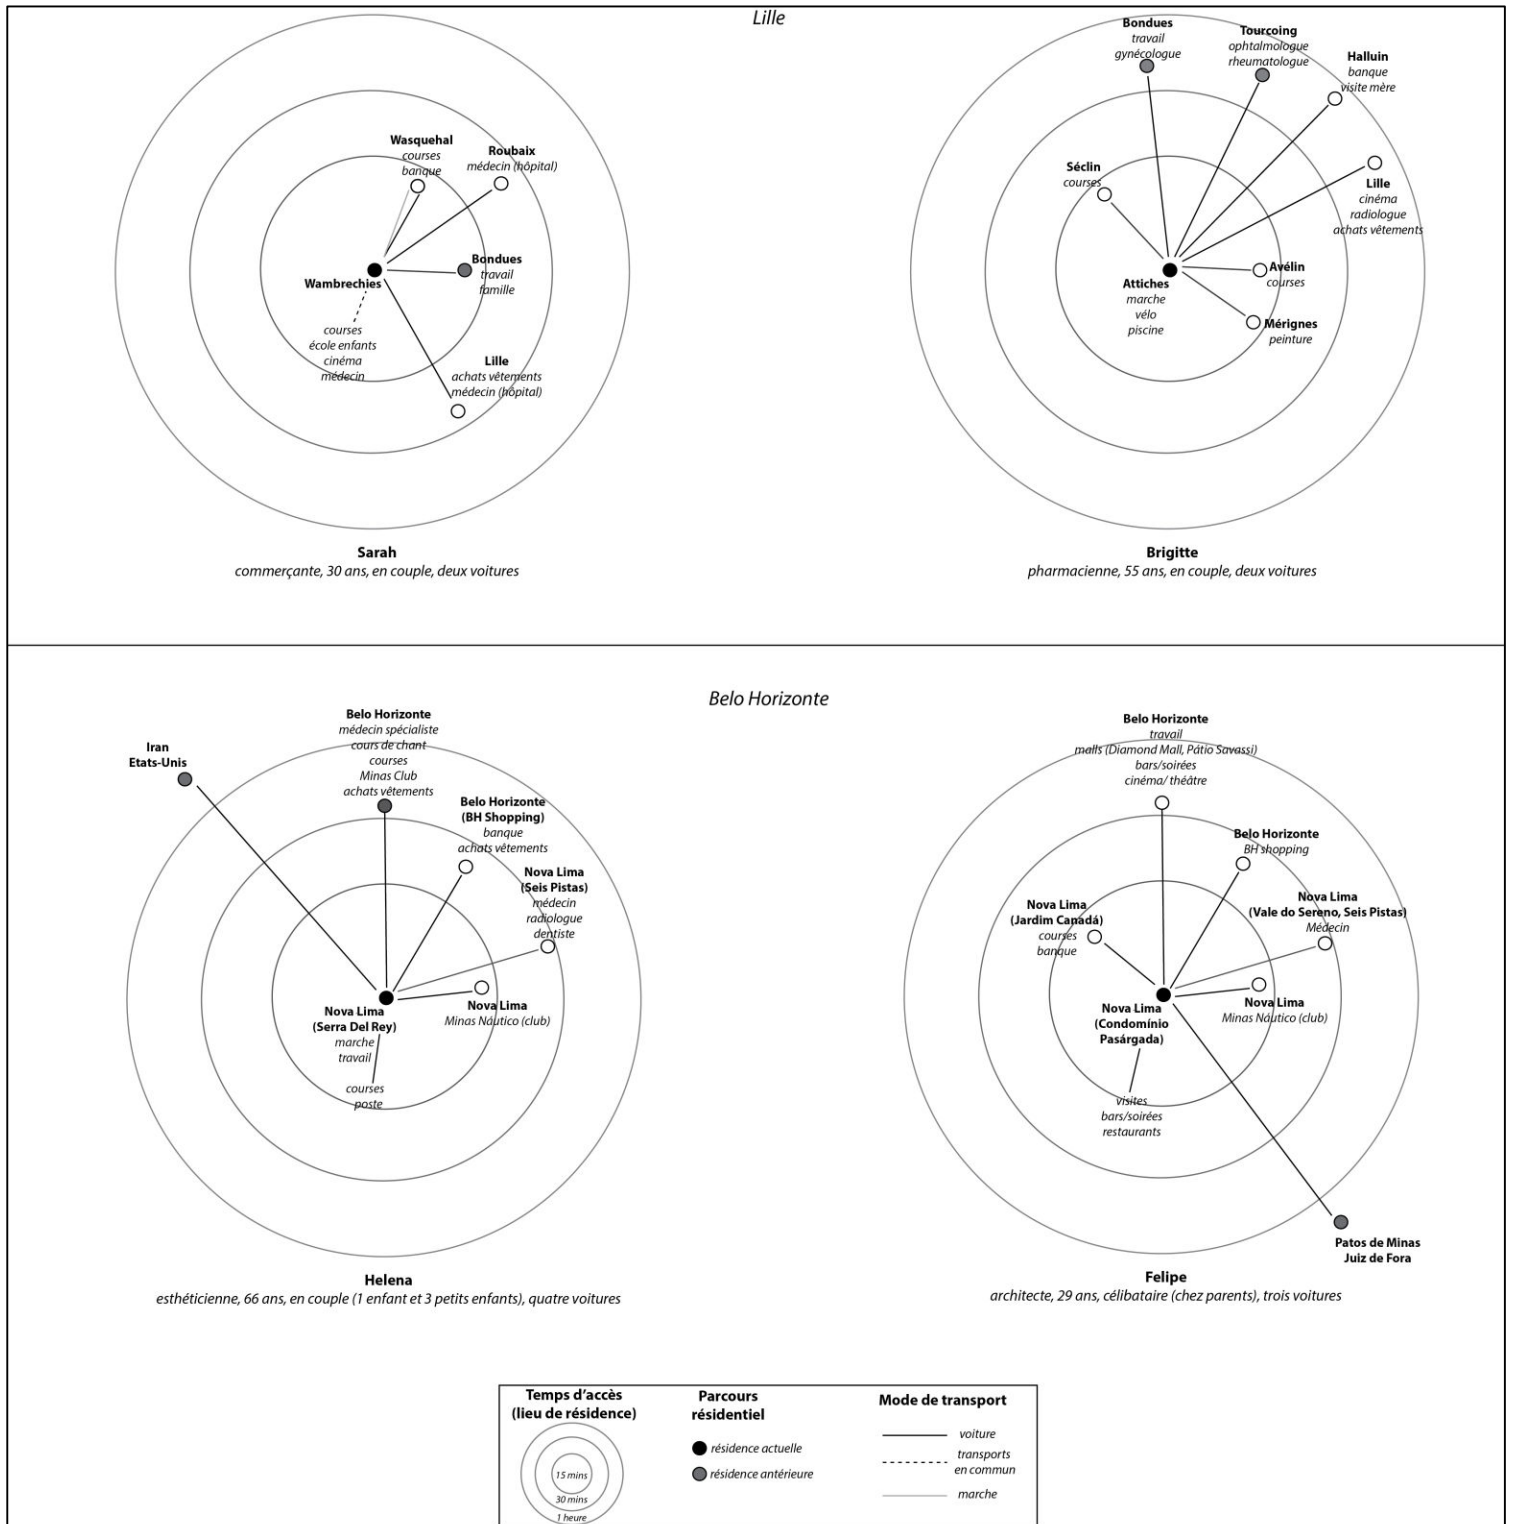 Lille
Wasquehal
courses
banque
Roubaix
médecin (hôpital)
Bondues
travail
famille
Wambrechies
courses
école enfants
cinéma
médecin
Lille
achats vêtements
médecin (hôpital)
Sarah
commerçante, 30 ans, en couple, deux voitures
Bondues
travail
gynécologue
Tourcoing
ophtalmologue
rheumatologue
Halluin
banque
visite mère
Séclin
courses
Lille
cinéma
radiologue
achats vêtements
Avélin
courses
Attiches
marche
vélo
piscine
Mérignes
peinture
Brigitte
pharmacienne, 55 ans, en couple, deux voitures
Belo Horizonte
Iran
Etats-Unis
Belo Horizonte
médecin spécialiste
cours de chant
courses
Minas Club
achats vêtements
Belo Horizonte
(BH Shopping)
banque
achats vêtements
Nova Lima
(Seis Pistas)
médecin
radiologue
dentiste
Nova Lima
Minas Náutico (club)
Nova Lima
(Serra Del Rey)
marche
travail
courses
poste
Helena
esthéticienne, 66 ans, en couple (1 enfant et 3 petits enfants), quatre voitures
Belo Horizonte
travail
malls (Diamond Mall, Pátio Savassi)
bars/soirées
cinéma/ théâtre
Belo Horizonte
BH shopping
Nova Lima
(Jardim Canadá)
courses
banque
Nova Lima
(Vale do Sereno, Seis Pistas)
Médecin
Nova Lima
Minas Náutico (club)
Nova Lima
(Condomínio
Pasárgada)
visites
bars/soirées
restaurants
Patos de Minas
Juiz de Fora
Felipe
architecte, 29 ans, célibataire (chez parents), trois voitures
Temps d'accès
(lieu de résidence)
15 mins
30 mins
1 heure
Parcours
résidentiel
résidence actuelle
résidence antérieure
Mode de transport
voiture
transports
en commun
marche